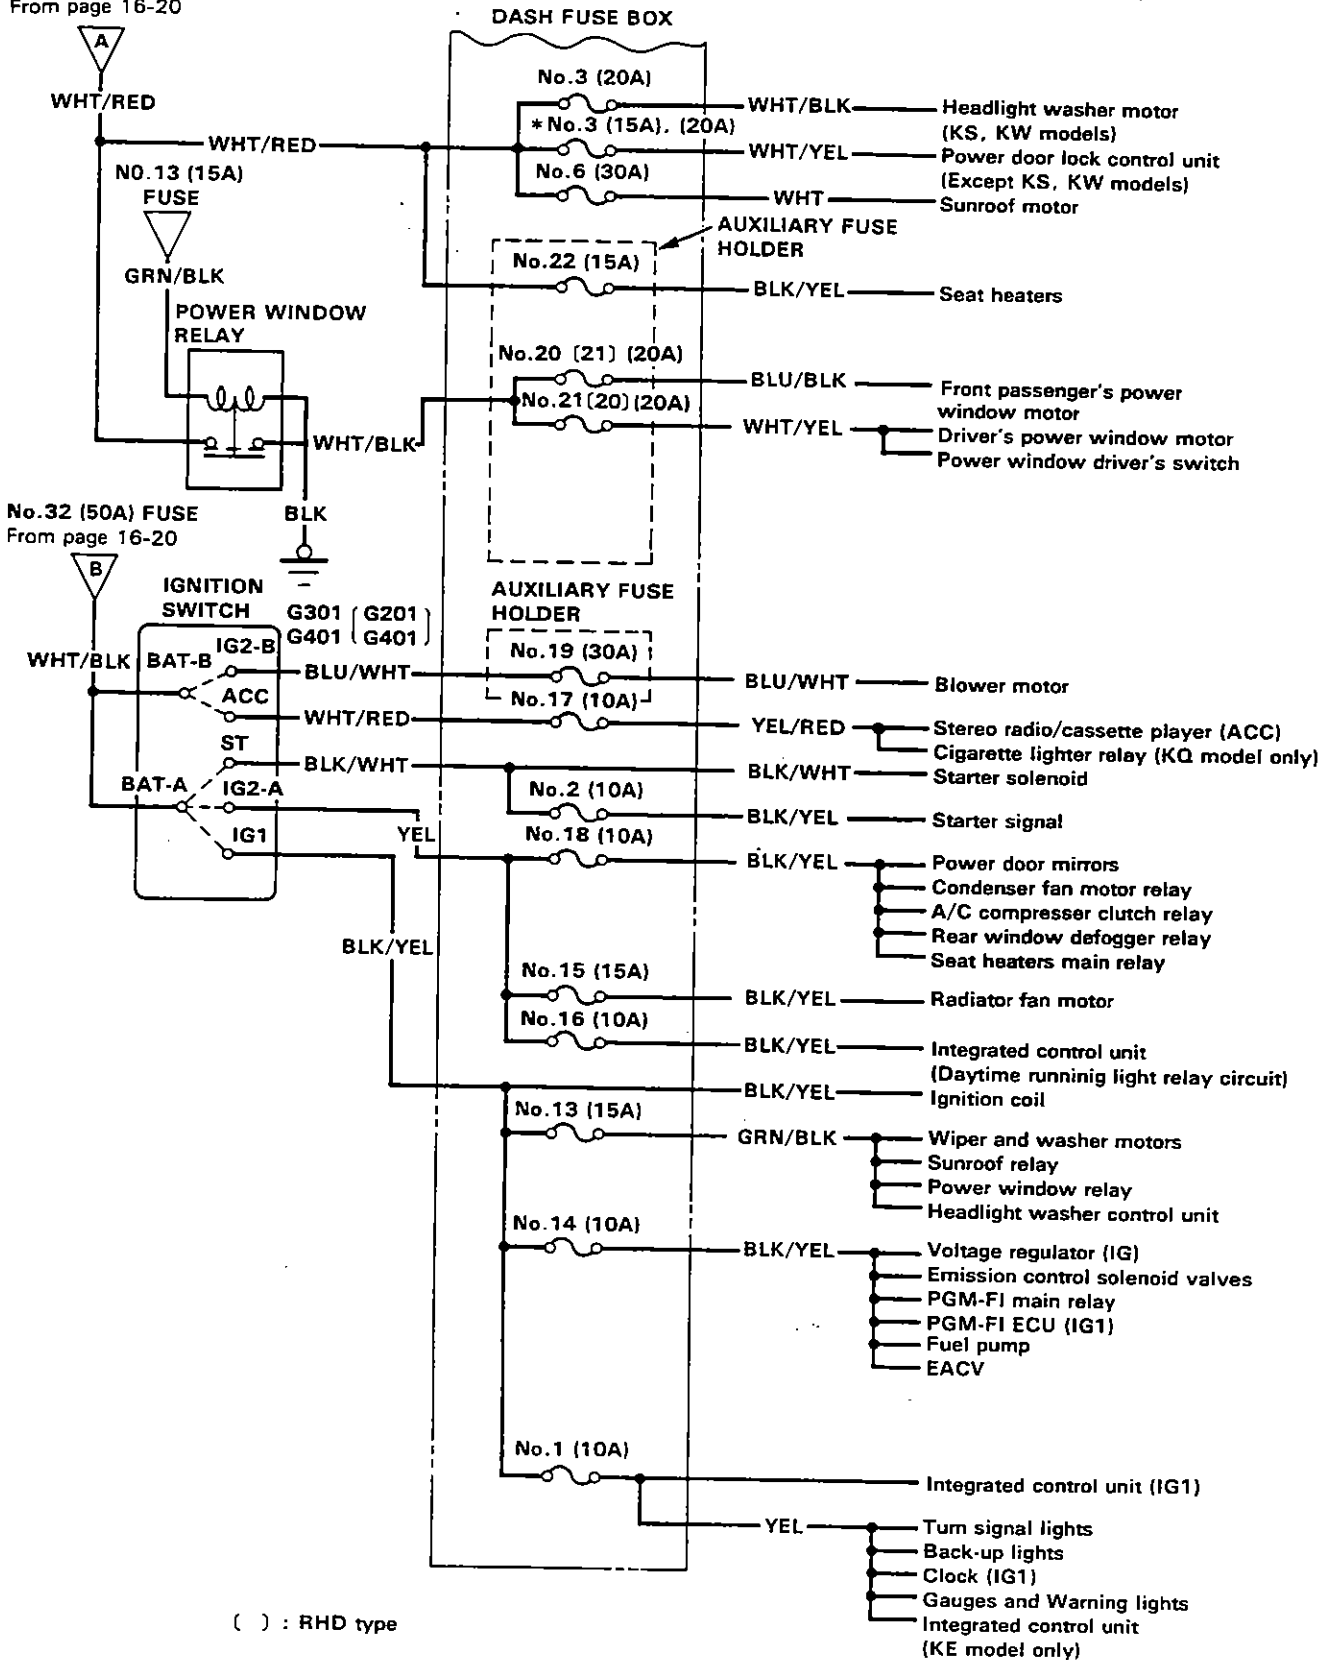 From page 16-20
DASH FUSE BOX
A
No.3 (20A)
WHT/RED
WHT/BLK
Headlight washer motor
(KS, KW models)
*No.3 (15A). (20A)
WHT/RED
WHT/YEL
Power door lock control unit
(Except KS, KW models)
N0.13 (15A)
FUSE
No.6 (30A)
WHT
Sunroof motor
AUXILIARY FUSE
HOLDER
No.22 (15A)
GRN/BLK
BLK/YEL
Seat heaters
POWER WINDOW
RELAY
No.20 [21] (20A)
BLU/BLK
Front passenger's power
window motor
No.21[20](20A)
WHT/BLK
WHT/YEL
Driver's power window motor
Power window driver's switch
No.32 (50A) FUSE
From page 16-20
BLK
B
IGNITION
SWITCH
G301 [ G201 ]
G401 [ G401 ]
AUXILIARY FUSE
HOLDER
WHT/BLK
BAT-B
IG2-B
No.19 (30A)
BLU/WHT
BLU/WHT
Blower motor
ACC
No.17 (10A)
WHT/RED
YEL/RED
Stereo radio/cassette player (ACC)
Cigarette lighter relay (KQ model only)
ST
BLK/WHT
BLK/WHT
Starter solenoid
BAT-A
IG2-A
No.2 (10A)
BLK/YEL
Starter signal
IG1
YEL
No.18 (10A)
BLK/YEL
Power door mirrors
Condenser fan motor relay
A/C compresser clutch relay
Rear window defogger relay
Seat heaters main relay
BLK/YEL
No.15 (15A)
BLK/YEL
Radiator fan motor
No.16 (10A)
BLK/YEL
Integrated control unit
(Daytime runninig light relay circuit)
BLK/YEL
Ignition coil
No.13 (15A)
GRN/BLK
Wiper and washer motors
Sunroof relay
Power window relay
Headlight washer control unit
No.14 (10A)
BLK/YEL
Voltage regulator (IG)
Emission control solenoid valves
PGM-FI main relay
PGM-FI ECU (IG1)
Fuel pump
EACV
No.1 (10A)
Integrated control unit (IG1)
YEL
Turn signal lights
Back-up lights
Clock (IG1)
Gauges and Warning lights
Integrated control unit
(KE model only)
[ ] : RHD type